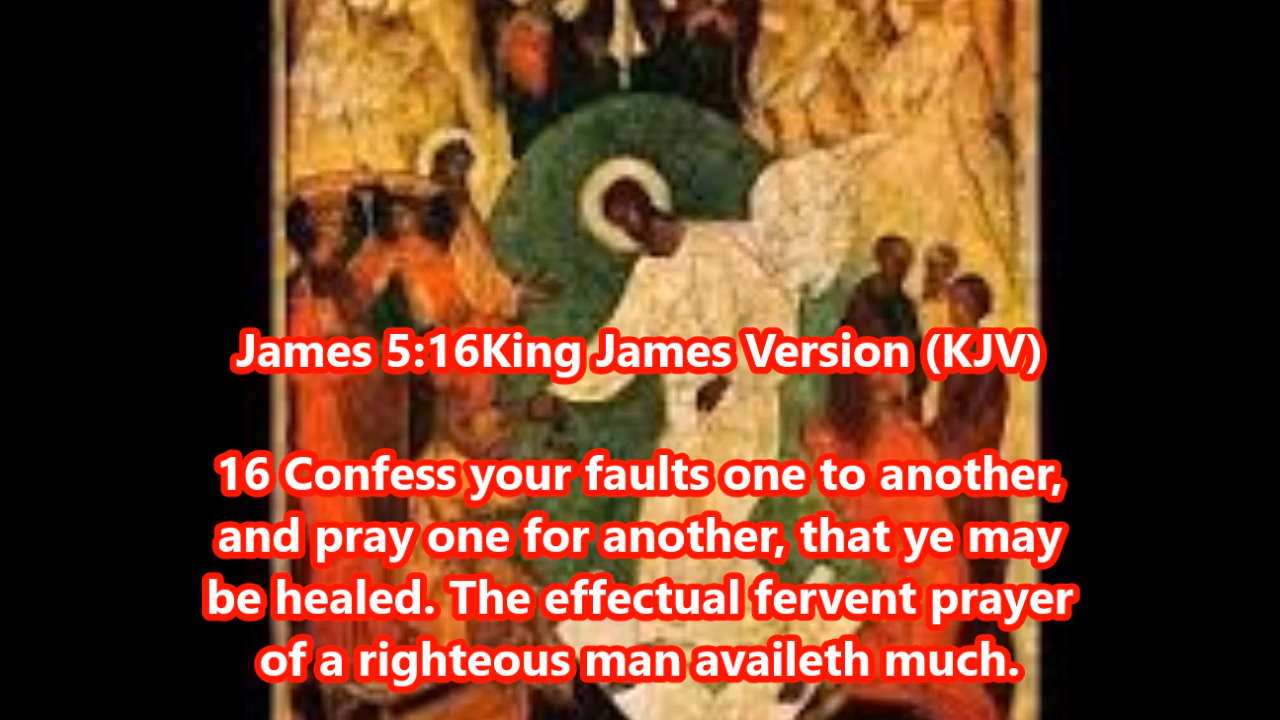 James 5:16King James Version (KJV)
16 Confess your faults one to another,
and pray one for another, that ye may
be healed. The effectual fervent prayer
of a righteous man availeth much.